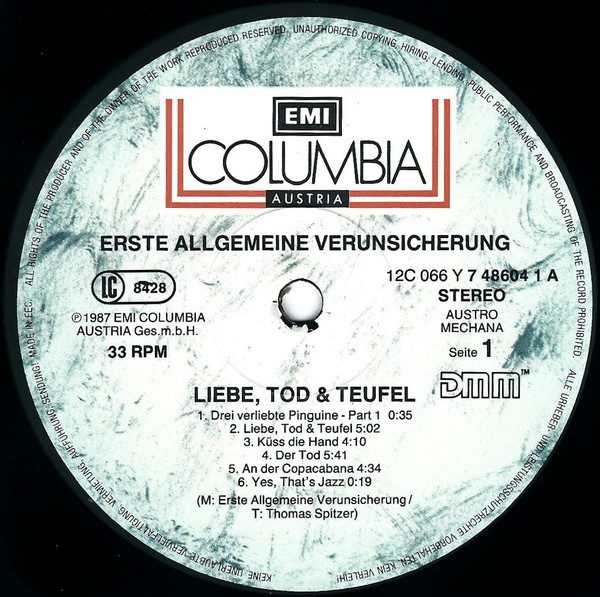 EMI
COLUMBIA
AUSTRIA
ERSTE ALLGEMEINE VERUNSICHERUNG
LC 8428
℗ 1987 EMI COLUMBIA
AUSTRIA Ges.m.b.H.
33 RPM
12C 066 Y 7 48604 1 A
STEREO
AUSTRO
MECHANA
Seite 1
DMM™
LIEBE, TOD & TEUFEL
1. Drei verliebte Pinguine - Part 1 0:35
2. Liebe, Tod & Teufel 5:02
3. Küss die Hand 4:10
4. Der Tod 5:41
5. An der Copacabana 4:34
6. Yes, That's Jazz 0:19
(M: Erste Allgemeine Verunsicherung /
T: Thomas Spitzer)
MADE IN EEC. ALL RIGHTS OF THE PRODUCER AND OF THE OWNER OF THE WORK REPRODUCED RESERVED. UNAUTHORIZED COPYING, HIRING, LENDING, PUBLIC PERFORMANCE AND BROADCASTING OF THE RECORD PROHIBITED. ALLE URHEBER- UND LEISTUNGSSCHUTZRECHTE VORBEHALTEN. KEIN VERLEIH! KEINE UNERLAUBTE VERVIELFÄLTIGUNG, VERMIETUNG, AUFFÜHRUNG, SENDUNG.